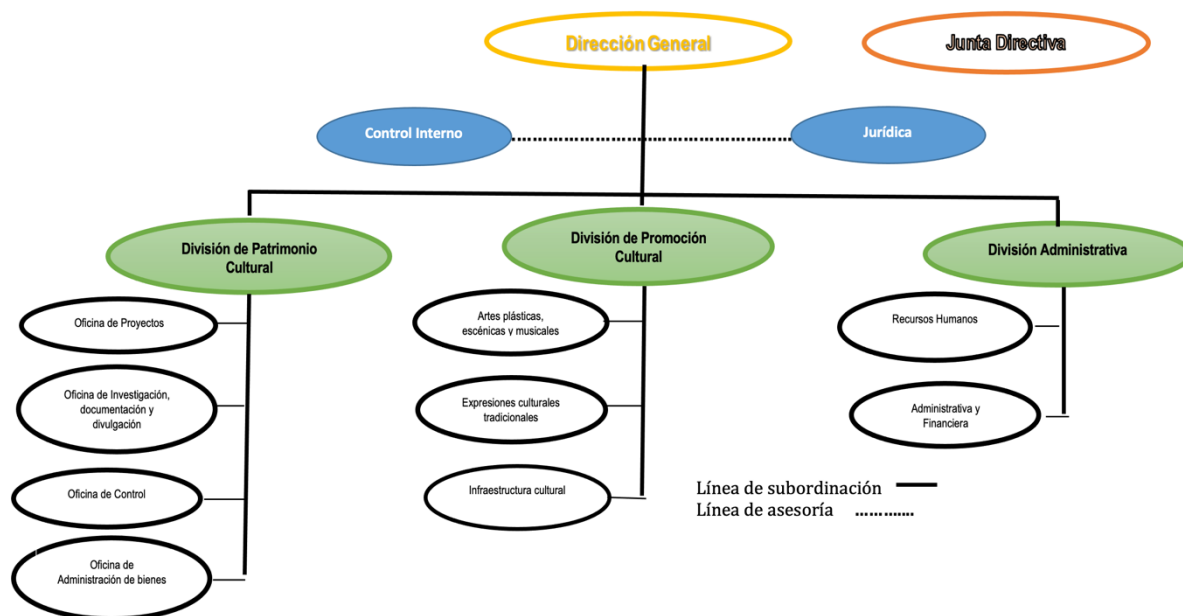 Dirección General
Junta Directiva
Control Interno
Jurídica
División de Patrimonio
Cultural
División de Promoción
Cultural
División Administrativa
Oficina de Proyectos
Oficina de Investigación,
documentación y
divulgación
Oficina de Control
Oficina de
Administración de bienes
Artes plásticas,
escénicas y musicales
Expresiones culturales
tradicionales
Infraestructura cultural
Recursos Humanos
Administrativa y
Financiera
Línea de subordinación
Línea de asesoría